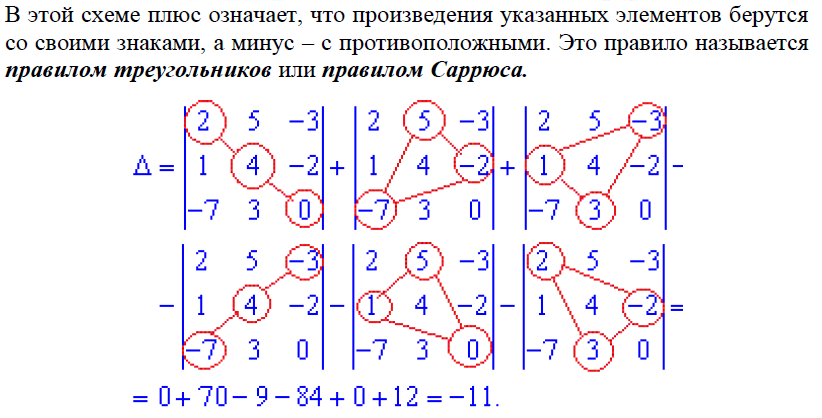 В этой схеме плюс означает, что произведения указанных элементов берутся
со своими знаками, а минус – с противоположными. Это правило называется
правилом треугольников или правилом Саррюса.
Δ = |2 5 −3| + |2 5 −3| + |2 5 −3| −
|1 4 −2| |1 4 −2| |1 4 −2|
|−7 3 0| |−7 3 0| |−7 3 0|
− |2 5 −3| − |2 5 −3| − |2 5 −3| =
|1 4 −2| |1 4 −2| |1 4 −2|
|−7 3 0| |−7 3 0| |−7 3 0|
= 0 + 70 − 9 − 84 + 0 + 12 = −11.